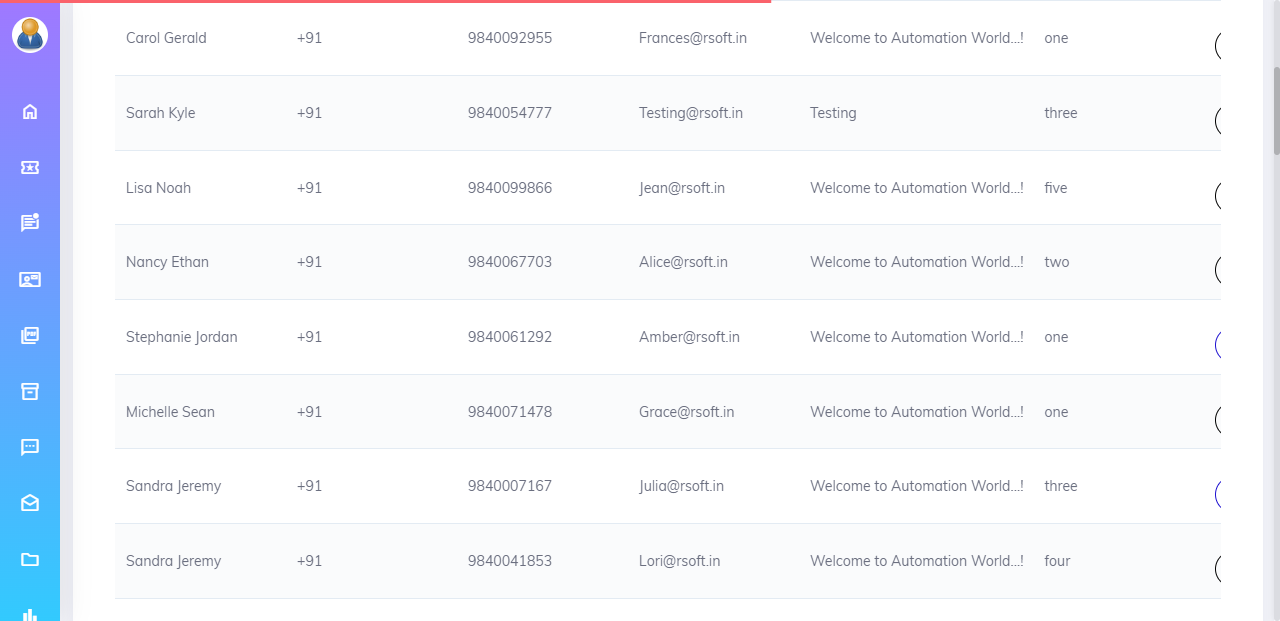 Carol Gerald +91 9840092955 Frances@rsoft.in Welcome to Automation World...! one
Sarah Kyle +91 9840054777 Testing@rsoft.in Testing three
Lisa Noah +91 9840099866 Jean@rsoft.in Welcome to Automation World...! five
Nancy Ethan +91 9840067703 Alice@rsoft.in Welcome to Automation World...! two
Stephanie Jordan +91 9840061292 Amber@rsoft.in Welcome to Automation World...! one
Michelle Sean +91 9840071478 Grace@rsoft.in Welcome to Automation World...! one
Sandra Jeremy +91 9840007167 Julia@rsoft.in Welcome to Automation World...! three
Sandra Jeremy +91 9840041853 Lori@rsoft.in Welcome to Automation World...! four